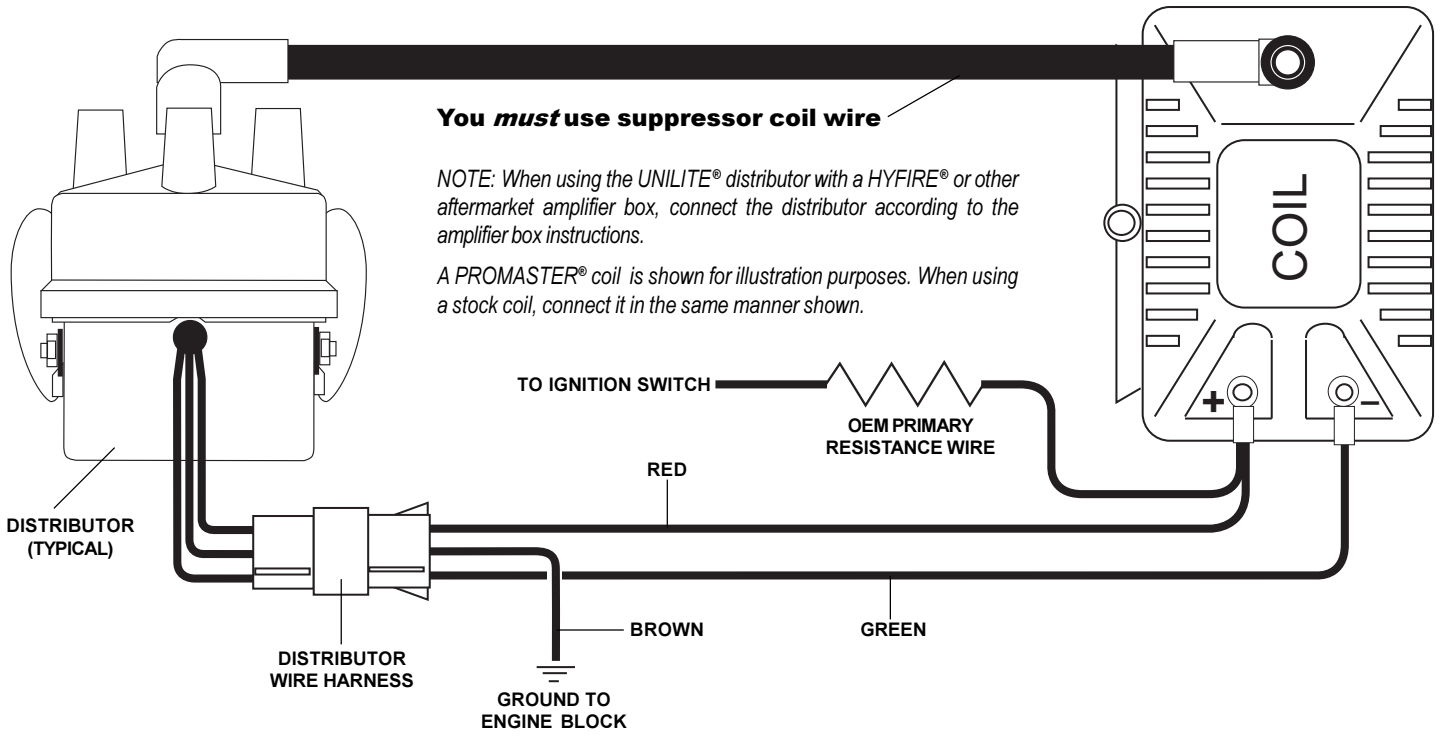 You must use suppressor coil wire
NOTE: When using the UNILITE® distributor with a HYFIRE® or other
aftermarket amplifier box, connect the distributor according to the
amplifier box instructions.
A PROMASTER® coil is shown for illustration purposes. When using
a stock coil, connect it in the same manner shown.
COIL
+
–
TO IGNITION SWITCH
OEM PRIMARY
RESISTANCE WIRE
RED
DISTRIBUTOR
(TYPICAL)
BROWN
GREEN
DISTRIBUTOR
WIRE HARNESS
GROUND TO
ENGINE BLOCK